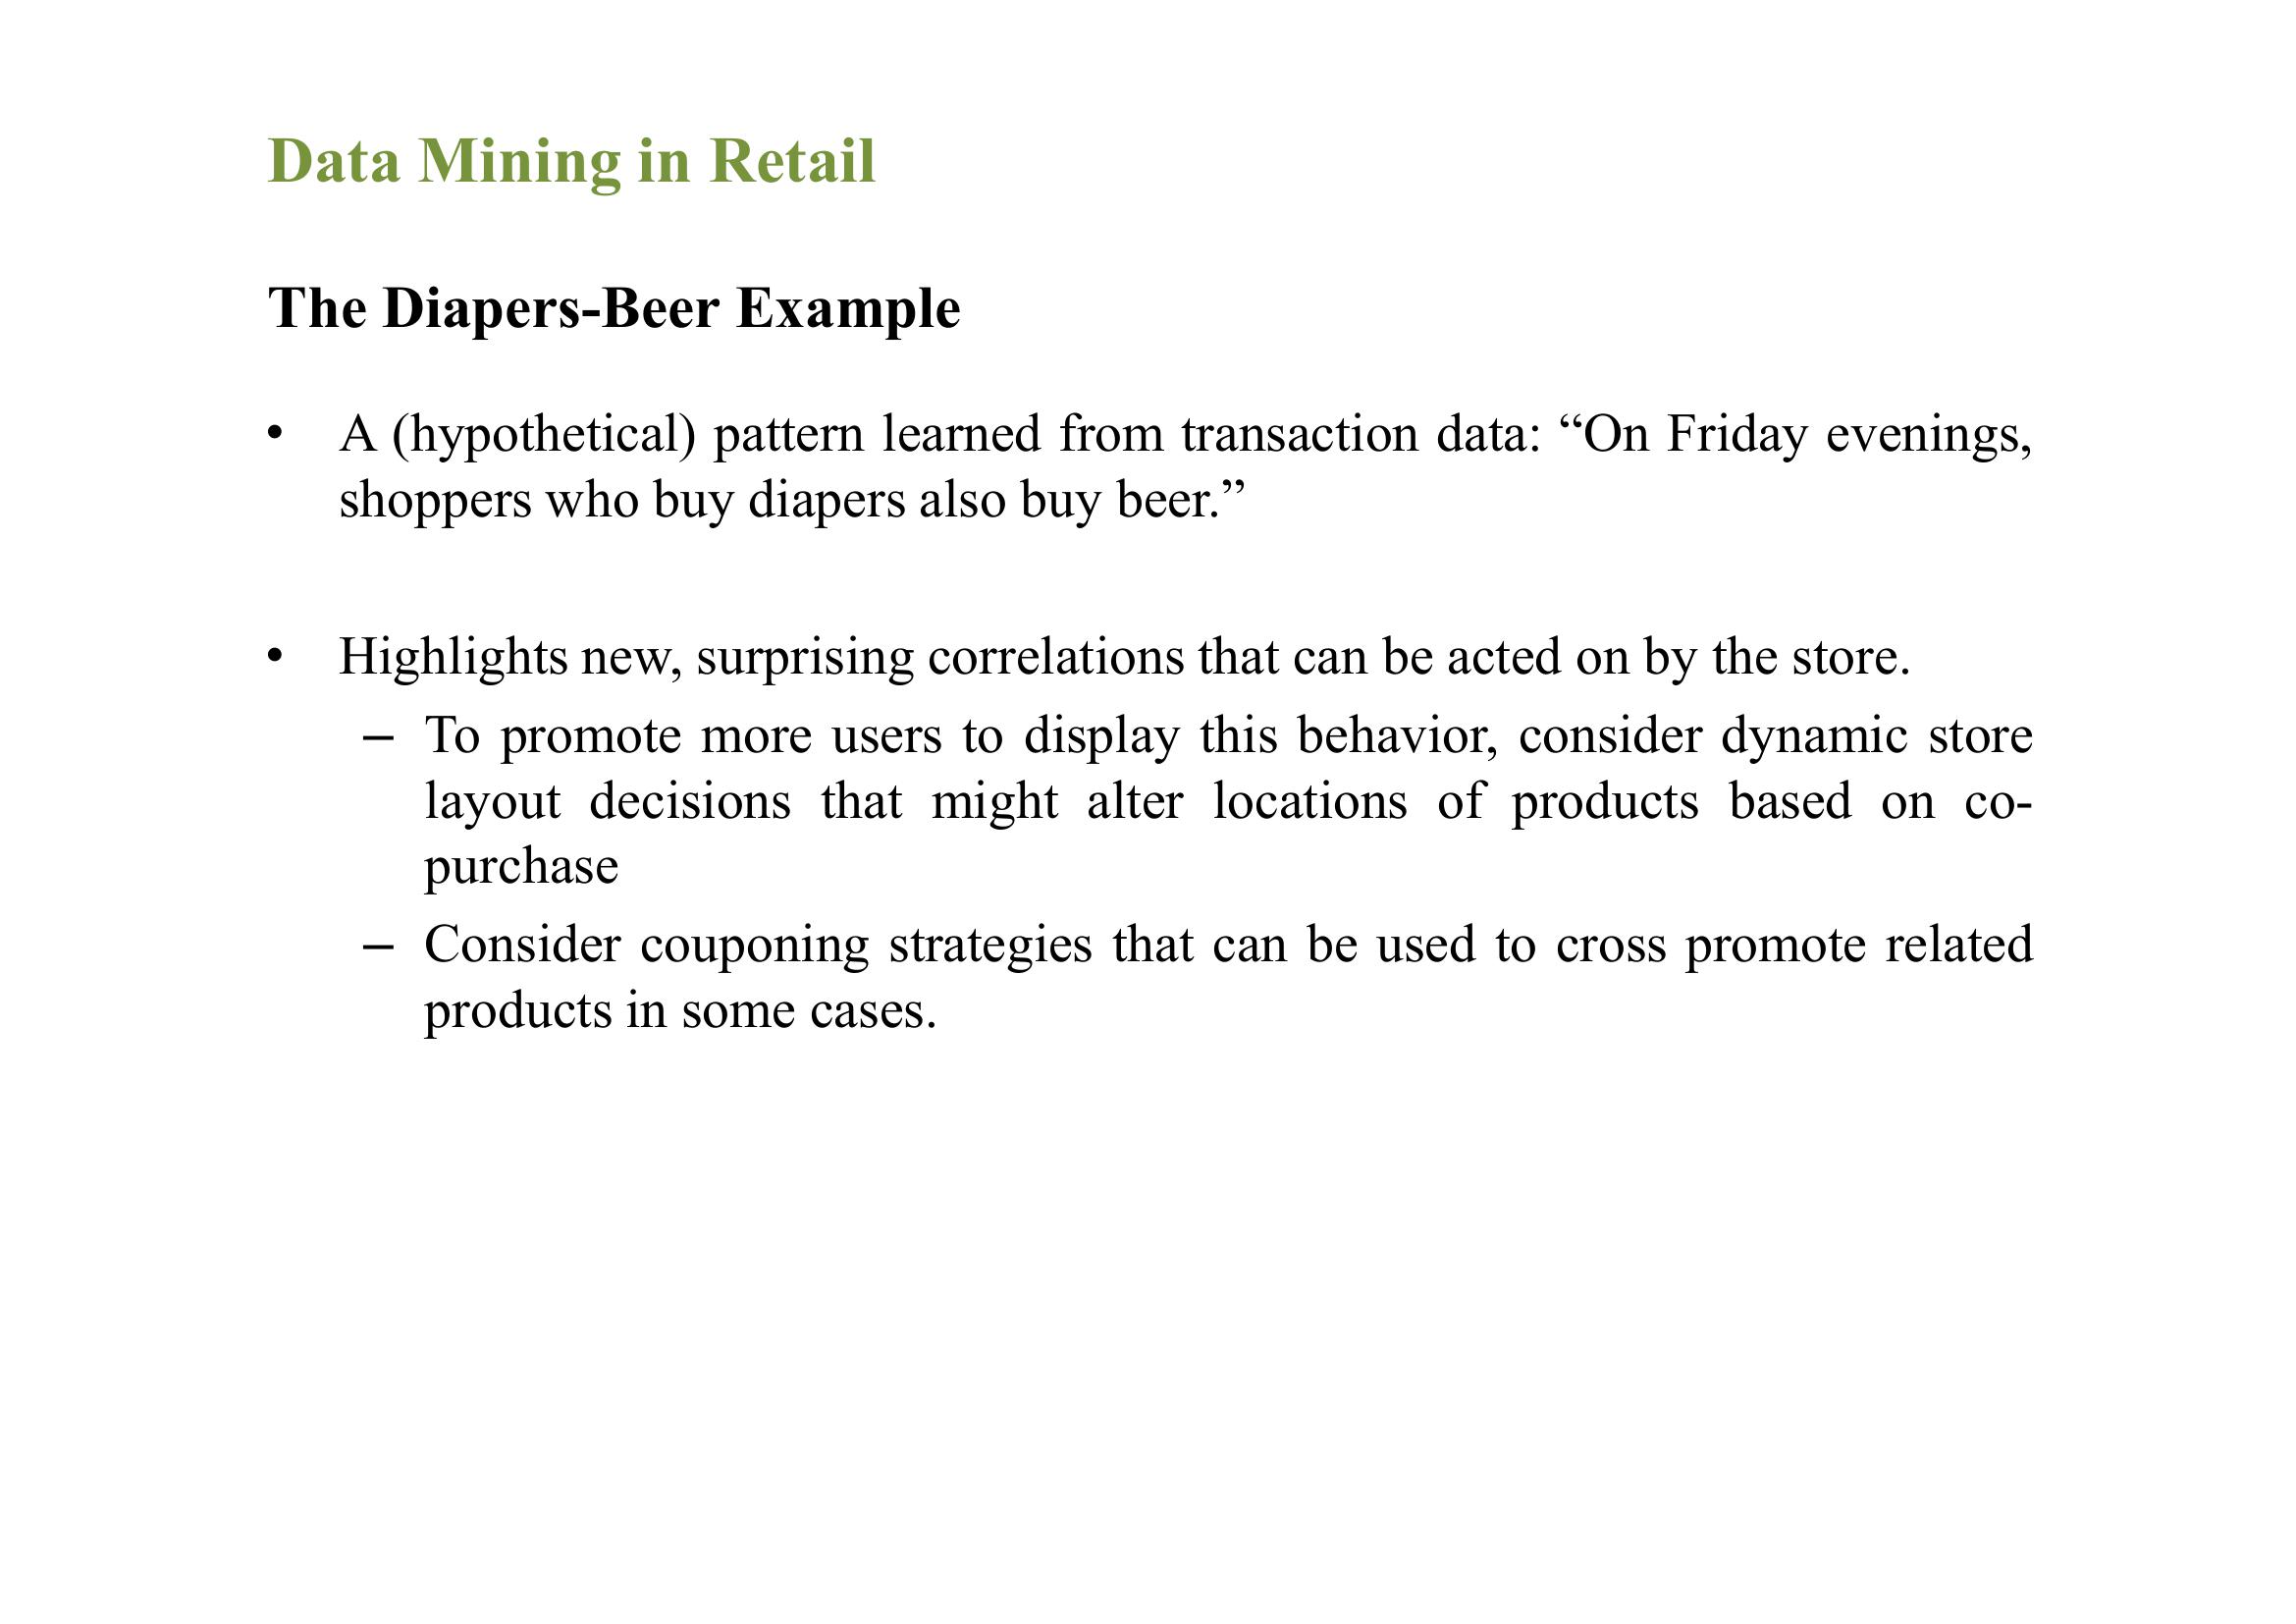 Data Mining in Retail
The Diapers-Beer Example
• A (hypothetical) pattern learned from transaction data: “On Friday evenings,
shoppers who buy diapers also buy beer.”
• Highlights new, surprising correlations that can be acted on by the store.
– To promote more users to display this behavior, consider dynamic store
layout decisions that might alter locations of products based on co-
purchase
– Consider couponing strategies that can be used to cross promote related
products in some cases.